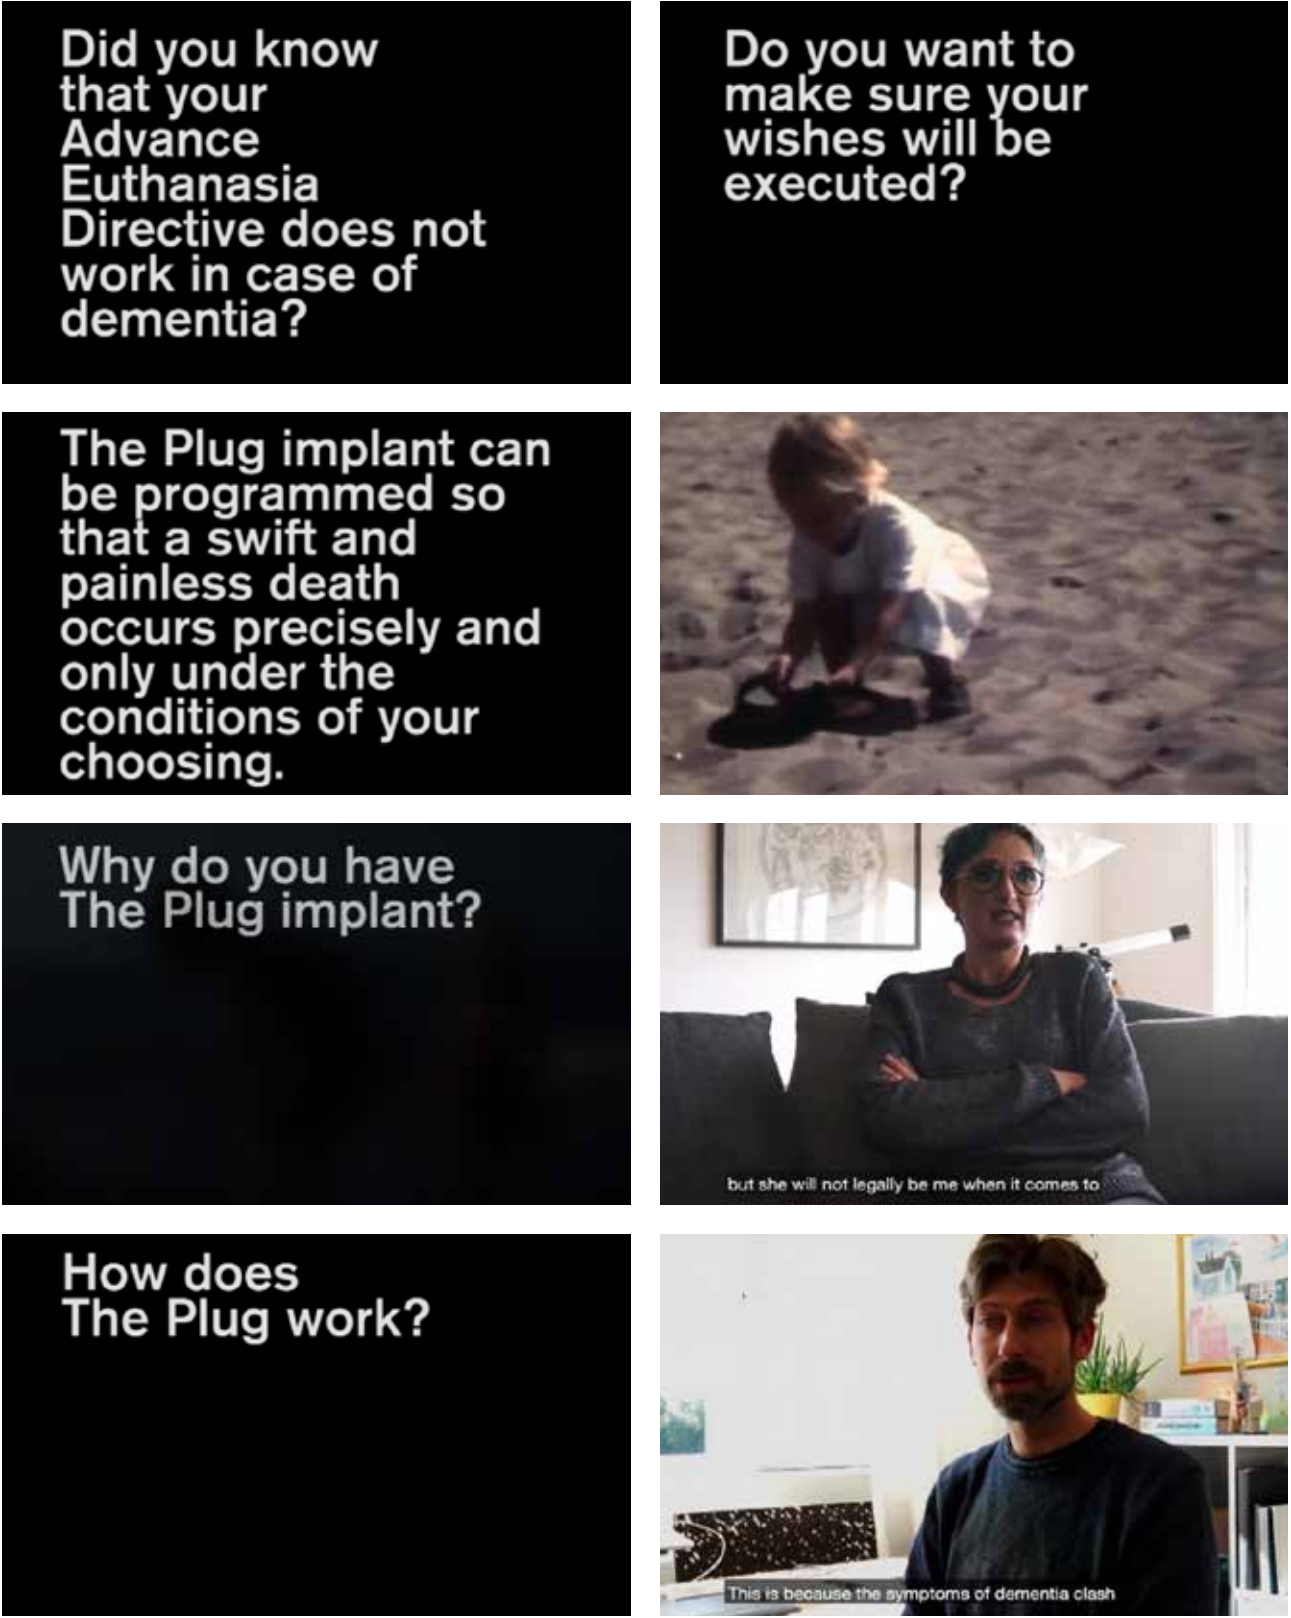 Did you know
that your
Advance
Euthanasia
Directive does not
work in case of
dementia?
Do you want to
make sure your
wishes will be
executed?
The Plug implant can
be programmed so
that a swift and
painless death
occurs precisely and
only under the
conditions of your
choosing.
Why do you have
The Plug implant?
but she will not legally be me when it comes to
How does
The Plug work?
This is because the symptoms of dementia clash